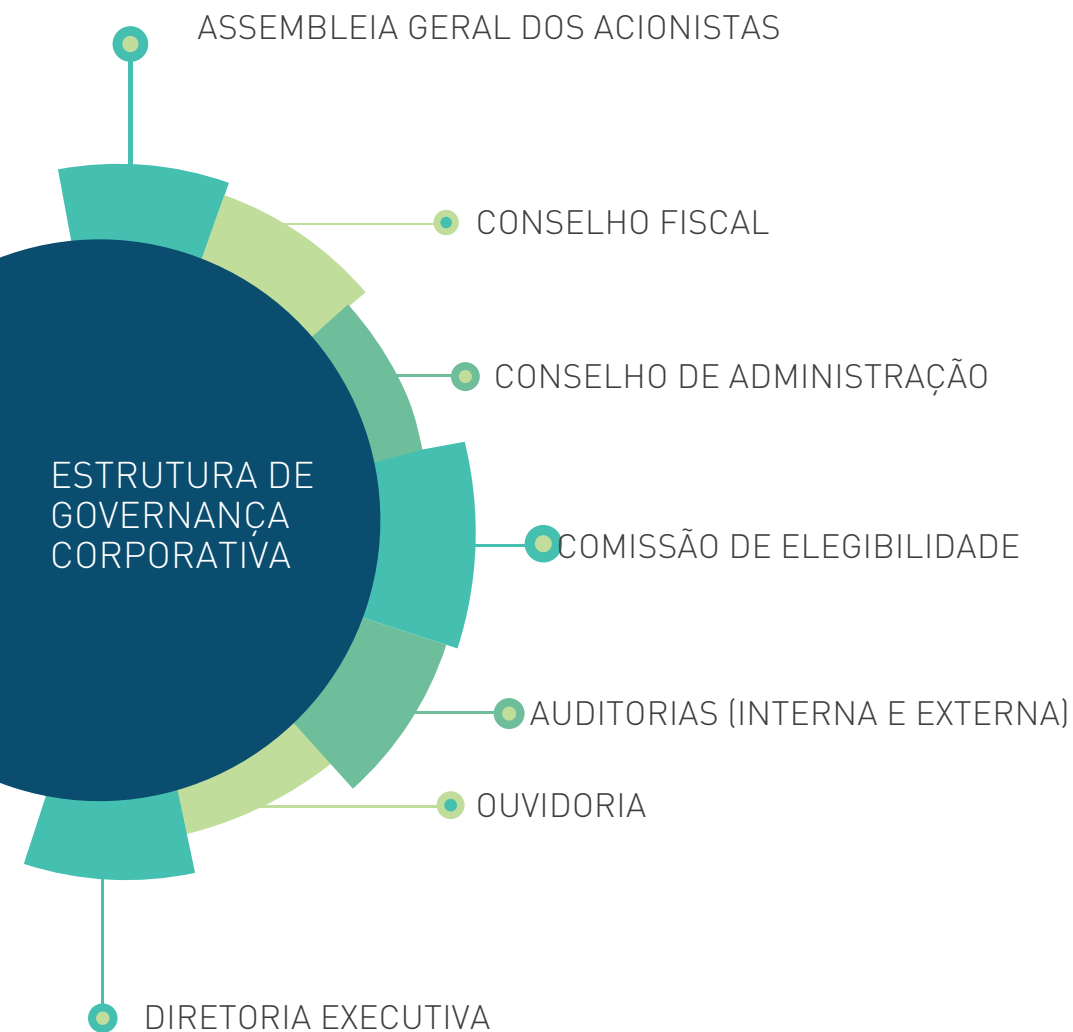 ASSEMBLEIA GERAL DOS ACIONISTAS
CONSELHO FISCAL
CONSELHO DE ADMINISTRAÇÃO
ESTRUTURA DE
GOVERNANÇA
CORPORATIVA
COMISSÃO DE ELEGIBILIDADE
AUDITORIAS (INTERNA E EXTERNA)
OUVIDORIA
DIRETORIA EXECUTIVA